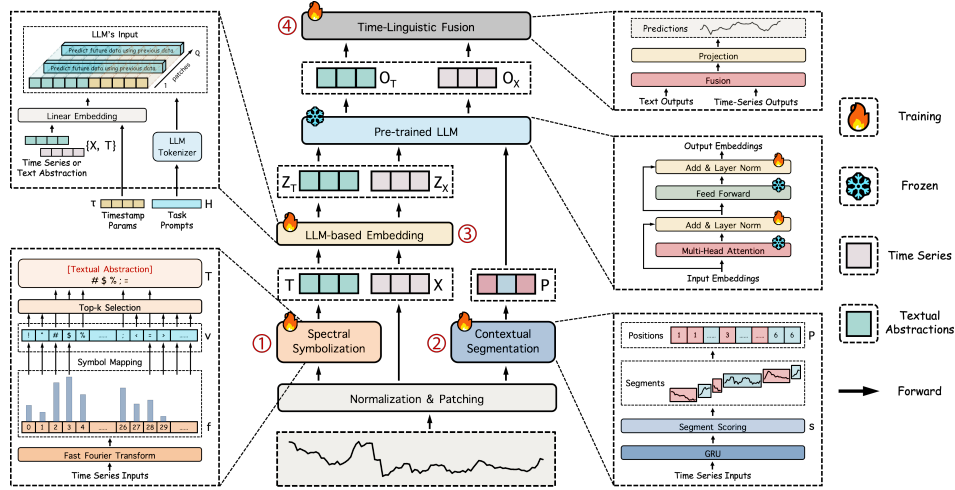 LLM's Input
Predict future data using previous data.
Predict future data using previous data.
1 patches Q
Linear Embedding
LLM
Tokenizer
{X, T}
Time Series or
Text Abstraction
τ
Timestamp
Params
Task
Prompts
H
[Textual Abstraction]
# $ % ; =
T
Top-k Selection
! " # $ % ..... ; < = > ..... .....
v
Symbol Mapping
0 1 2 3 4 ..... 26 27 28 29 .....
f
Fast Fourier Transform
Time Series Inputs
④
Time-Linguistic Fusion
O_T
O_X
Pre-trained LLM
Z_T
Z_X
LLM-based Embedding
③
T
X
P
①
Spectral
Symbolization
②
Contextual
Segmentation
Normalization & Patching
Predictions
Projection
Fusion
Text Outputs
Time-Series Outputs
Output Embeddings
Add & Layer Norm
Feed Forward
Add & Layer Norm
Multi-Head Attention
Input Embeddings
Positions
1 1 ..... 3 ..... ..... 6 6
P
Segments
Segment Scoring
s
GRU
Time Series Inputs
Training
Frozen
Time Series
Textual
Abstractions
Forward